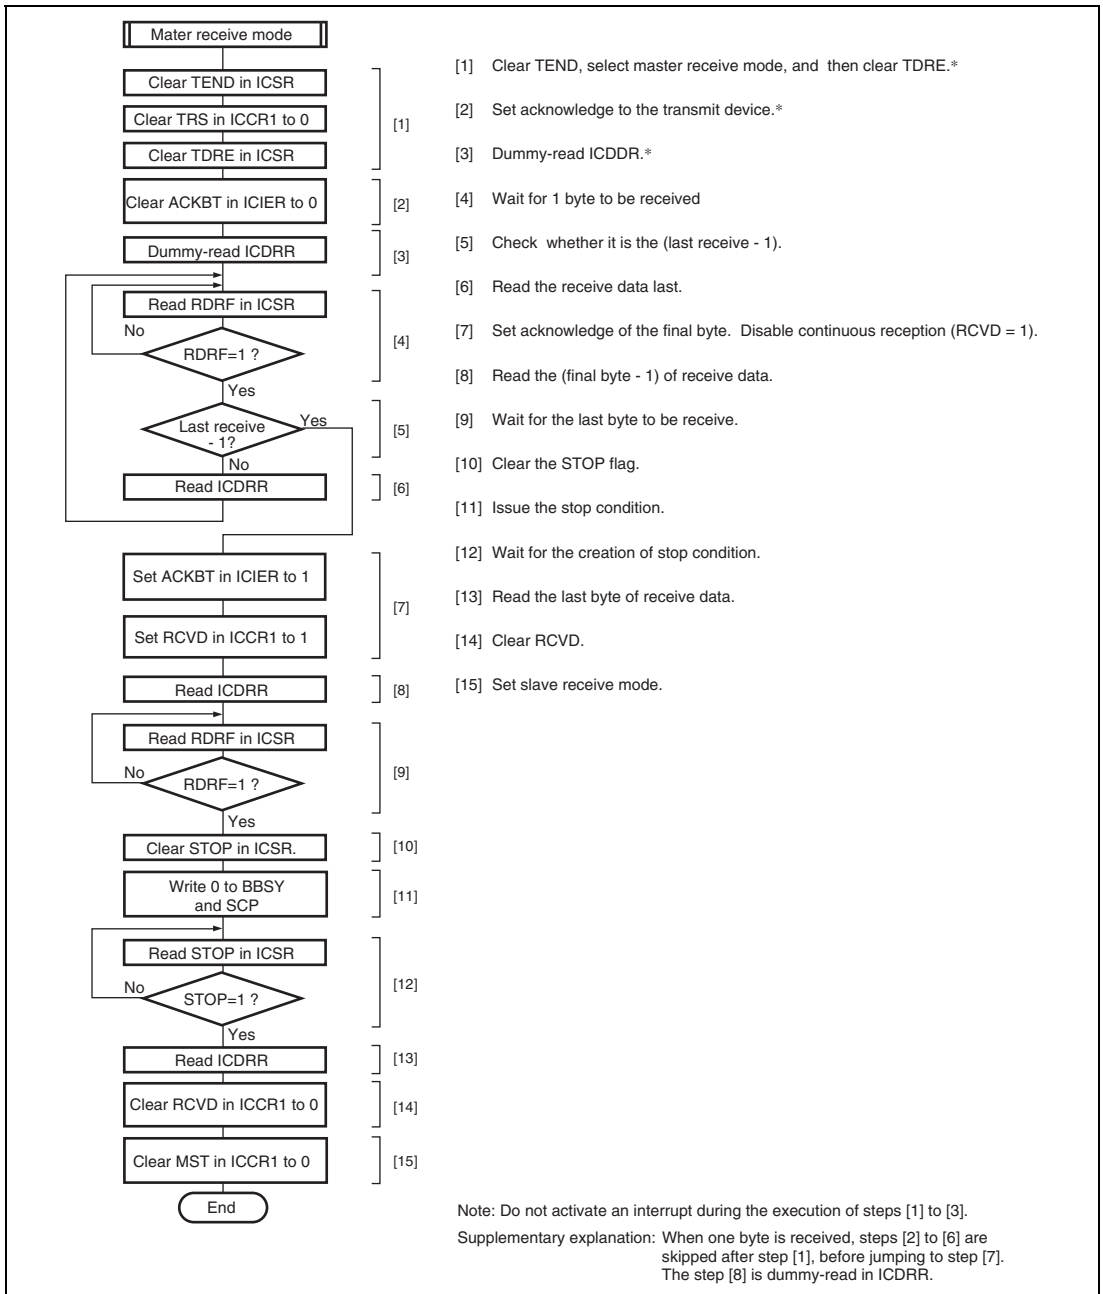 Mater receive mode
Clear TEND in ICSR
Clear TRS in ICCR1 to 0
Clear TDRE in ICSR
[1]
Clear ACKBT in ICIER to 0
[2]
Dummy-read ICDRR
[3]
Read RDRF in ICSR
No
RDRF=1 ?
[4]
Yes
Last receive
- 1?
Yes
[5]
No
Read ICDRR
[6]
Set ACKBT in ICIER to 1
[7]
Set RCVD in ICCR1 to 1
Read ICDRR
[8]
Read RDRF in ICSR
No
RDRF=1 ?
[9]
Yes
Clear STOP in ICSR.
[10]
Write 0 to BBSY
and SCP
[11]
Read STOP in ICSR
No
STOP=1 ?
[12]
Yes
Read ICDRR
[13]
Clear RCVD in ICCR1 to 0
[14]
Clear MST in ICCR1 to 0
[15]
End
[1] Clear TEND, select master receive mode, and then clear TDRE.*
[2] Set acknowledge to the transmit device.*
[3] Dummy-read ICDDR.*
[4] Wait for 1 byte to be received
[5] Check whether it is the (last receive - 1).
[6] Read the receive data last.
[7] Set acknowledge of the final byte. Disable continuous reception (RCVD = 1).
[8] Read the (final byte - 1) of receive data.
[9] Wait for the last byte to be receive.
[10] Clear the STOP flag.
[11] Issue the stop condition.
[12] Wait for the creation of stop condition.
[13] Read the last byte of receive data.
[14] Clear RCVD.
[15] Set slave receive mode.
Note: Do not activate an interrupt during the execution of steps [1] to [3].
Supplementary explanation: When one byte is received, steps [2] to [6] are
skipped after step [1], before jumping to step [7].
The step [8] is dummy-read in ICDRR.